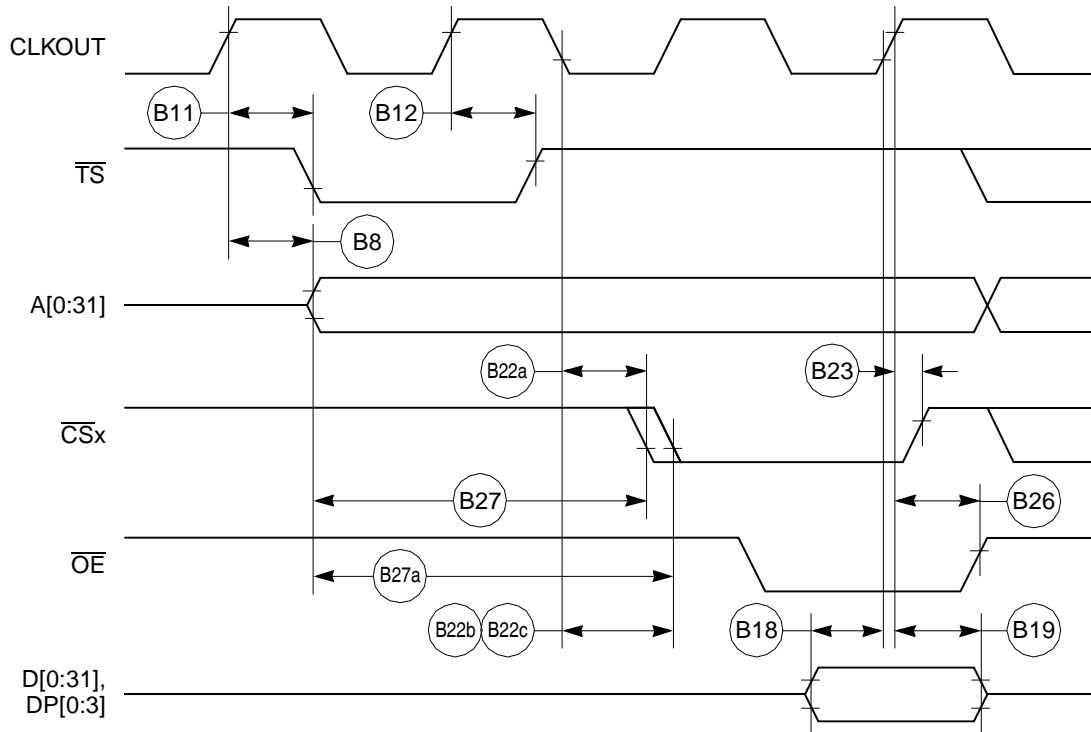 CLKOUT
B11
B12
TS
B8
A[0:31]
B22a
B23
CSx
B27
B26
OE
B27a
B22b
B22c
B18
B19
D[0:31],
DP[0:3]